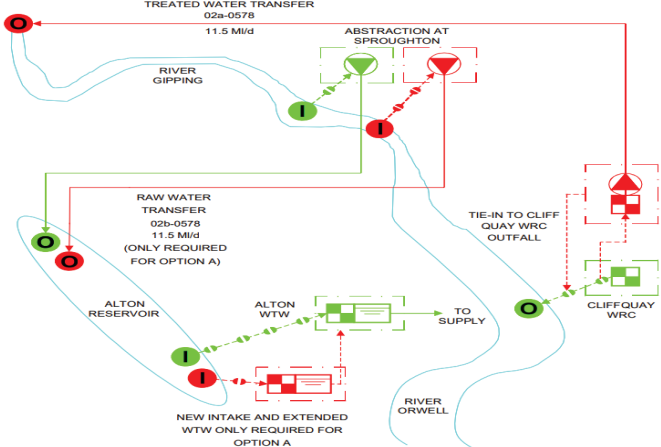 TREATED WATER TRANSFER
02a-0578
11.5 Ml/d
O
ABSTRACTION AT
SPROUGHTON
RIVER
GIPPING
I
I
RAW WATER
TRANSFER
02b-0578
11.5 Ml/d
(ONLY REQUIRED
FOR OPTION A)
TIE-IN TO CLIFF
QUAY WRC
OUTFALL
O
O
ALTON
RESERVOIR
ALTON
WTW
TO
SUPPLY
O
CLIFFQUAY
WRC
I
I
RIVER
ORWELL
NEW INTAKE AND EXTENDED
WTW ONLY REQUIRED FOR
OPTION A